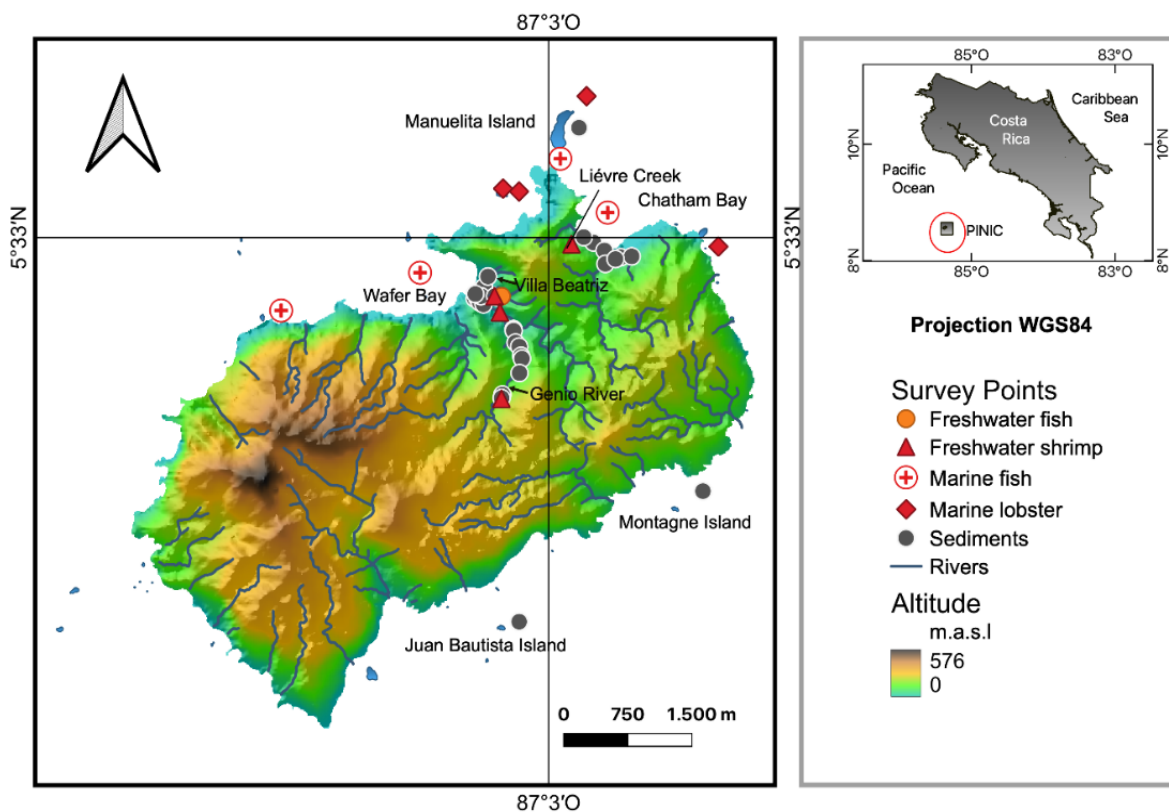 87°3′O
Manuelita Island
Liévre Creek
Chatham Bay
5°33′N
Villa Beatriz
Wafer Bay
Genio River
Montagne Island
Juan Bautista Island
0 750 1.500 m
87°3′O
85°O 83°O
Caribbean
Sea
Costa
Rica
10°N 10°N
Pacific
Ocean
PINIC
8°N 8°N
85°O 83°O
Projection WGS84
Survey Points
Freshwater fish
Freshwater shrimp
Marine fish
Marine lobster
Sediments
Rivers
Altitude
m.a.s.l
576
0